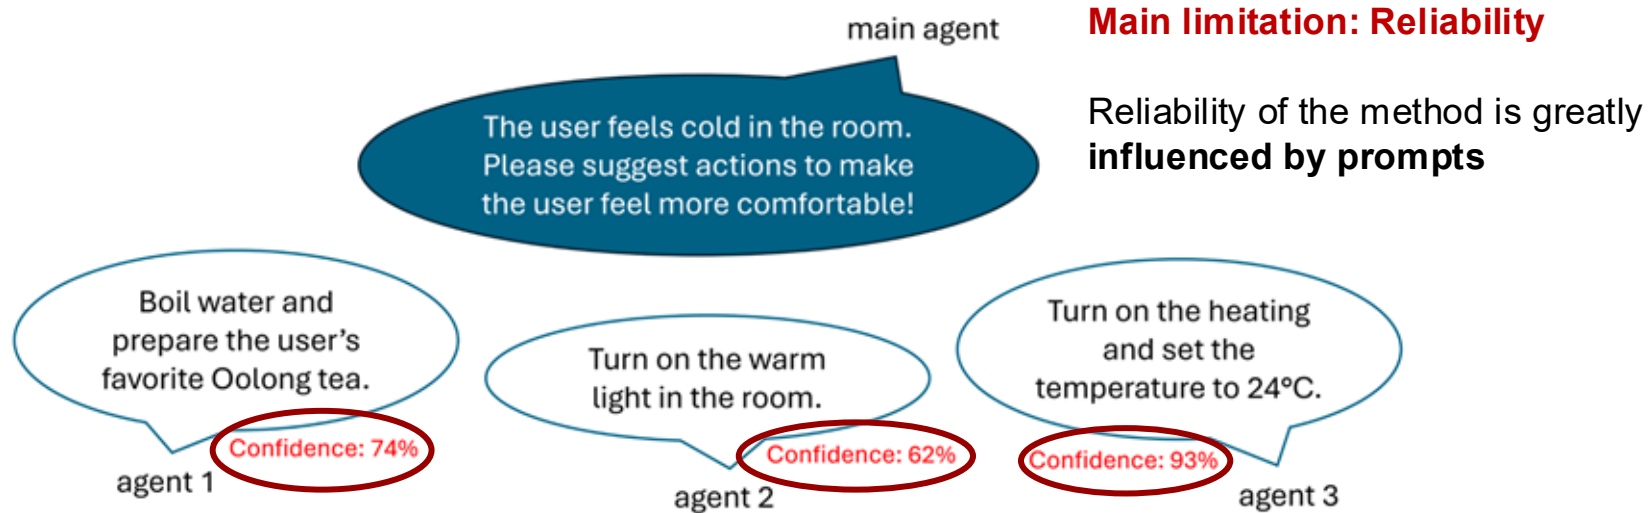 main agent
Main limitation: Reliability
Reliability of the method is greatly
influenced by prompts
The user feels cold in the room.
Please suggest actions to make
the user feel more comfortable!
Boil water and
prepare the user’s
favorite Oolong tea.
Confidence: 74%
agent 1
Turn on the warm
light in the room.
Confidence: 62%
agent 2
Turn on the heating
and set the
temperature to 24°C.
Confidence: 93%
agent 3